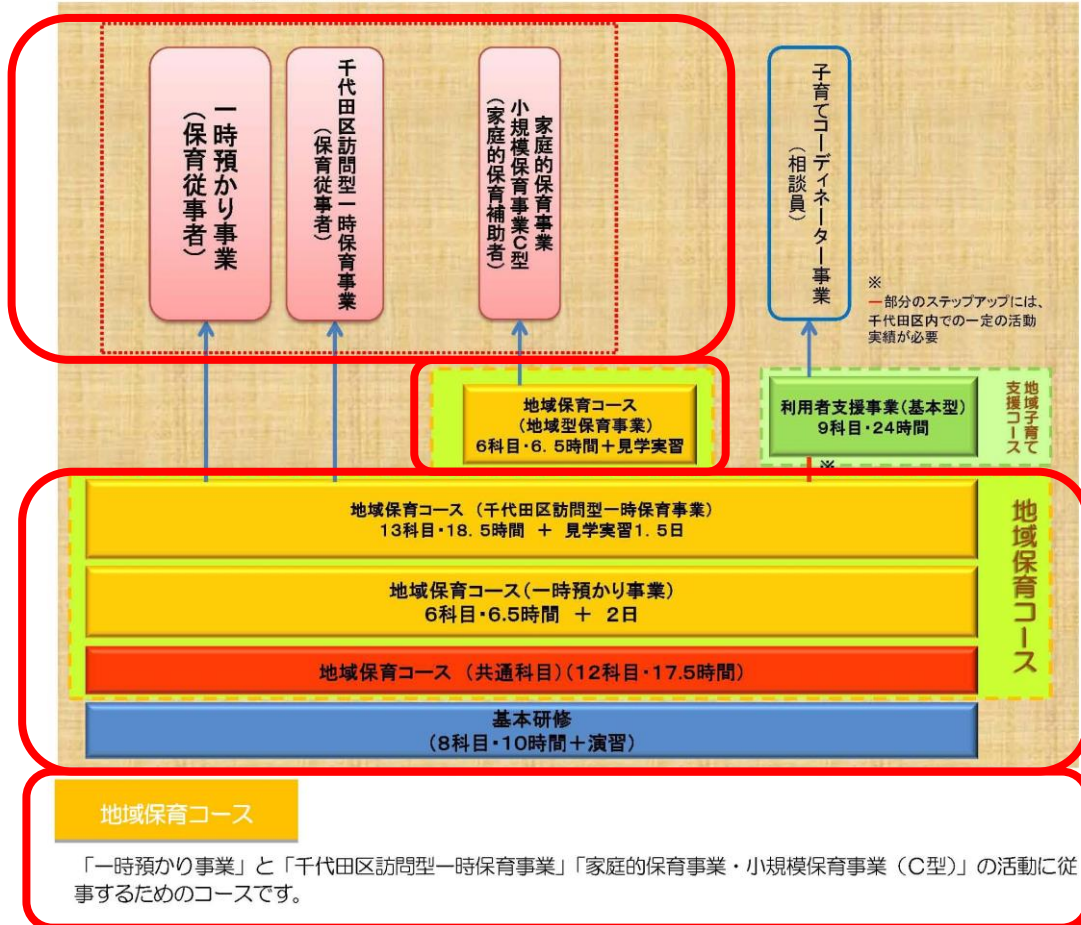 一時預かり事業
（保育従事者）
千代田区訪問型一時保育事業
（保育従事者）
家庭的保育事業
小規模保育事業C型
（家庭的保育補助者）
子育てコーディネーター事業
（相談員）
※
ー部分のステップアップには、
千代田区内での一定の活動
実績が必要
地域保育コース
（地域型保育事業）
6科目・6．5時間＋見学実習
利用者支援事業（基本型）
9科目・24時間
地域子育て
支援コース
※
地域保育コース （千代田区訪問型一時保育事業）
13科目・18．5時間 ＋ 見学実習1．5日
地域保育コース（一時預かり事業）
6科目・6.5時間 ＋ 2日
地域保育コース （共通科目）（12科目・17.5時間）
地域保育コース
基本研修
（8科目・10時間＋演習）
地域保育コース
「一時預かり事業」と「千代田区訪問型一時保育事業」「家庭的保育事業・小規模保育事業（C型）」の活動に従
事するためのコースです。